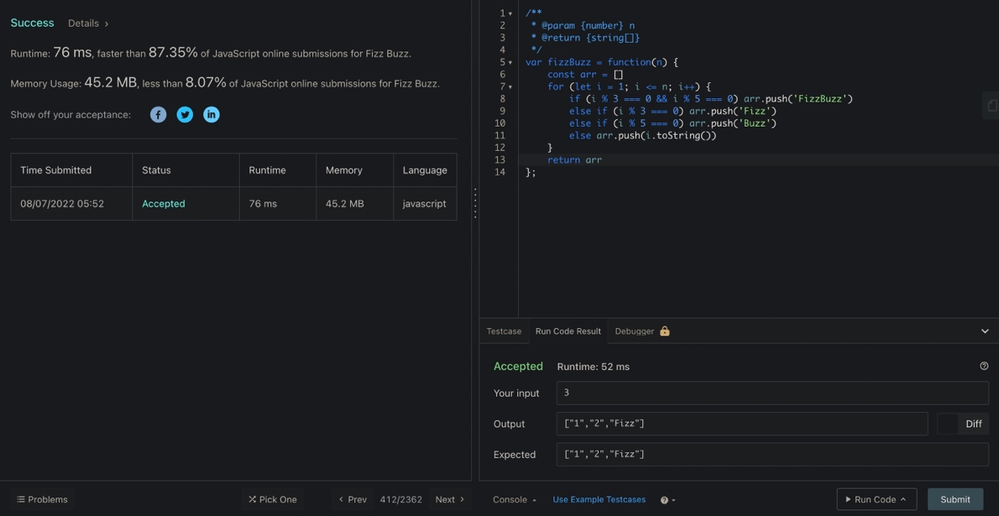 Success Details ›
Runtime: 76 ms, faster than 87.35% of JavaScript online submissions for Fizz Buzz.
Memory Usage: 45.2 MB, less than 8.07% of JavaScript online submissions for Fizz Buzz.
Show off your acceptance:
Time Submitted Status Runtime Memory Language
08/07/2022 05:52 Accepted 76 ms 45.2 MB javascript
1 /**
2  * @param {number} n
3  * @return {string[]}
4  */
5 var fizzBuzz = function(n) {
6     const arr = []
7     for (let i = 1; i <= n; i++) {
8         if (i % 3 === 0 && i % 5 === 0) arr.push('FizzBuzz')
9         else if (i % 3 === 0) arr.push('Fizz')
10         else if (i % 5 === 0) arr.push('Buzz')
11         else arr.push(i.toString())
12     }
13     return arr
14 };
Testcase Run Code Result Debugger
Accepted Runtime: 52 ms
Your input 3
Output ["1","2","Fizz"] Diff
Expected ["1","2","Fizz"]
Problems Pick One ‹ Prev 412/2362 Next › Console Use Example Testcases Run Code Submit